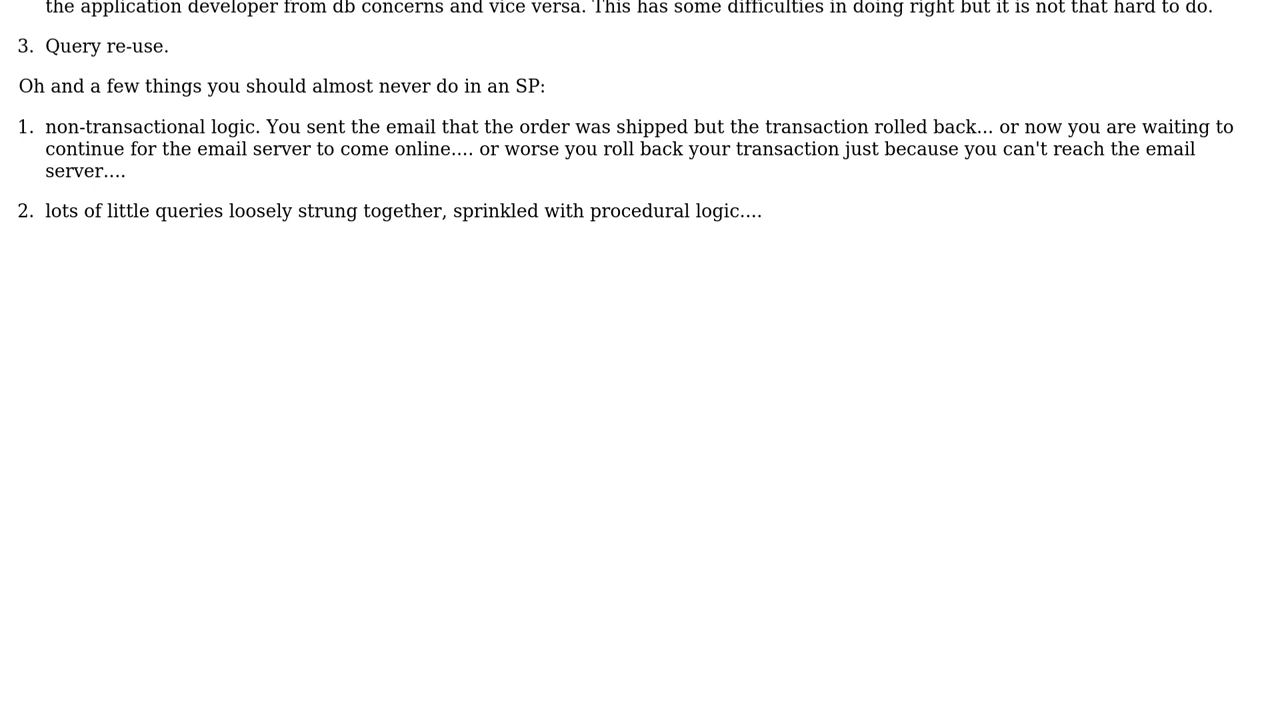 the application developer from db concerns and vice versa. This has some difficulties in doing right but it is not that hard to do.
3. Query re-use.
Oh and a few things you should almost never do in an SP:
1. non-transactional logic. You sent the email that the order was shipped but the transaction rolled back... or now you are waiting to
continue for the email server to come online.... or worse you roll back your transaction just because you can't reach the email
server....
2. lots of little queries loosely strung together, sprinkled with procedural logic....